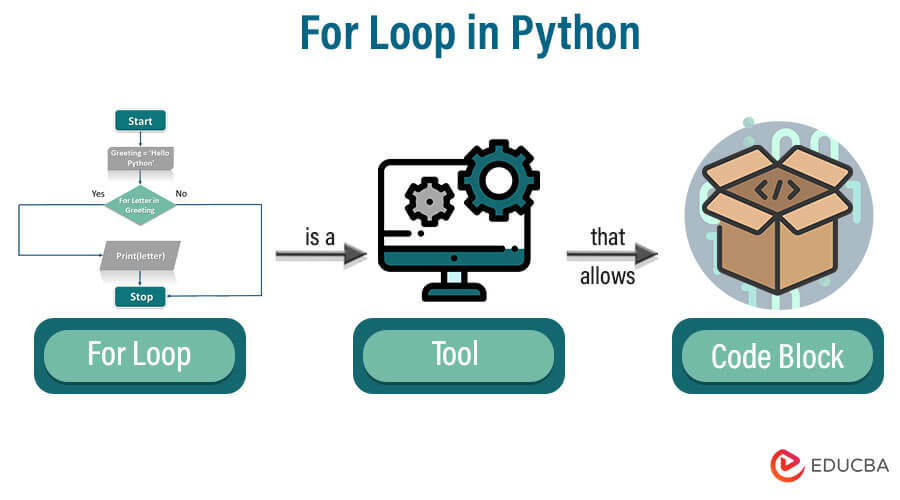 For Loop in Python
Start
Greeting = 'Hello
Python'
Yes
No
For Letter in
Greeting
Print(letter)
Stop
is a
that
allows
</>
For Loop
Tool
Code Block
EDUCBA